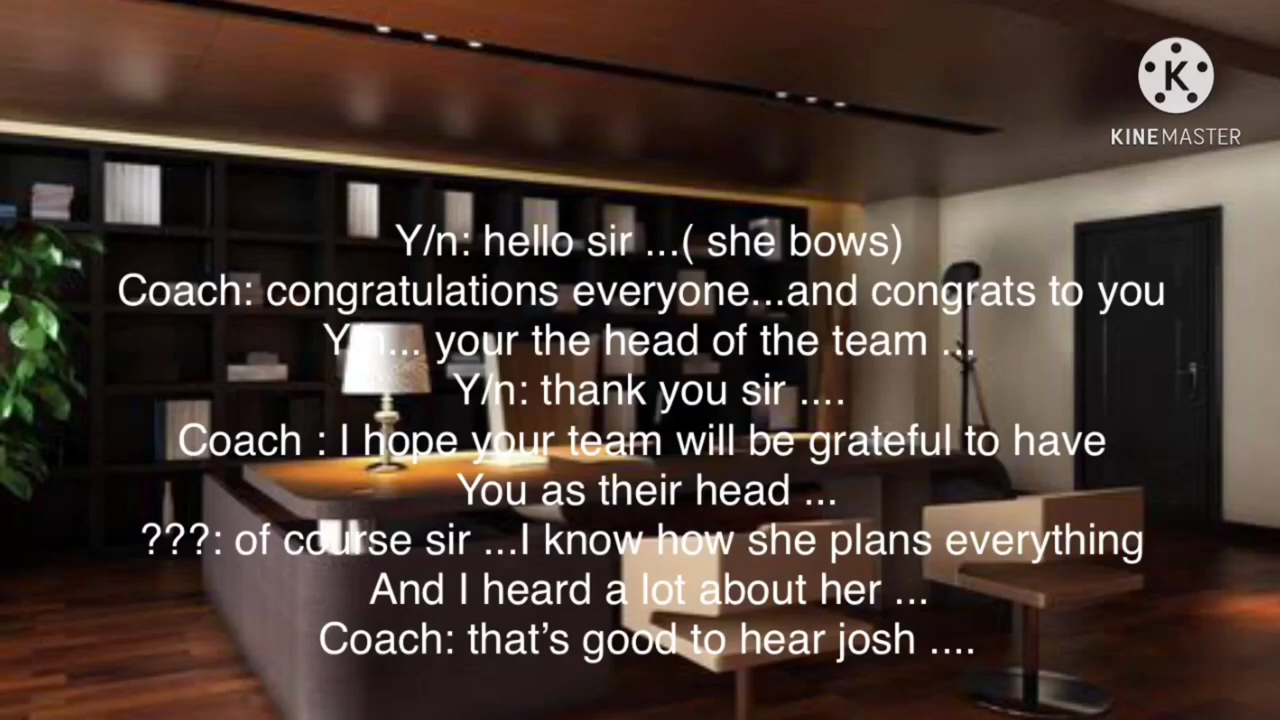 KINEMASTER
Y/n: hello sir ...( she bows)
Coach: congratulations everyone...and congrats to you
Y/n... your the head of the team ...
Y/n: thank you sir ....
Coach : I hope your team will be grateful to have
You as their head ...
???: of course sir ...I know how she plans everything
And I heard a lot about her ...
Coach: that’s good to hear josh ....